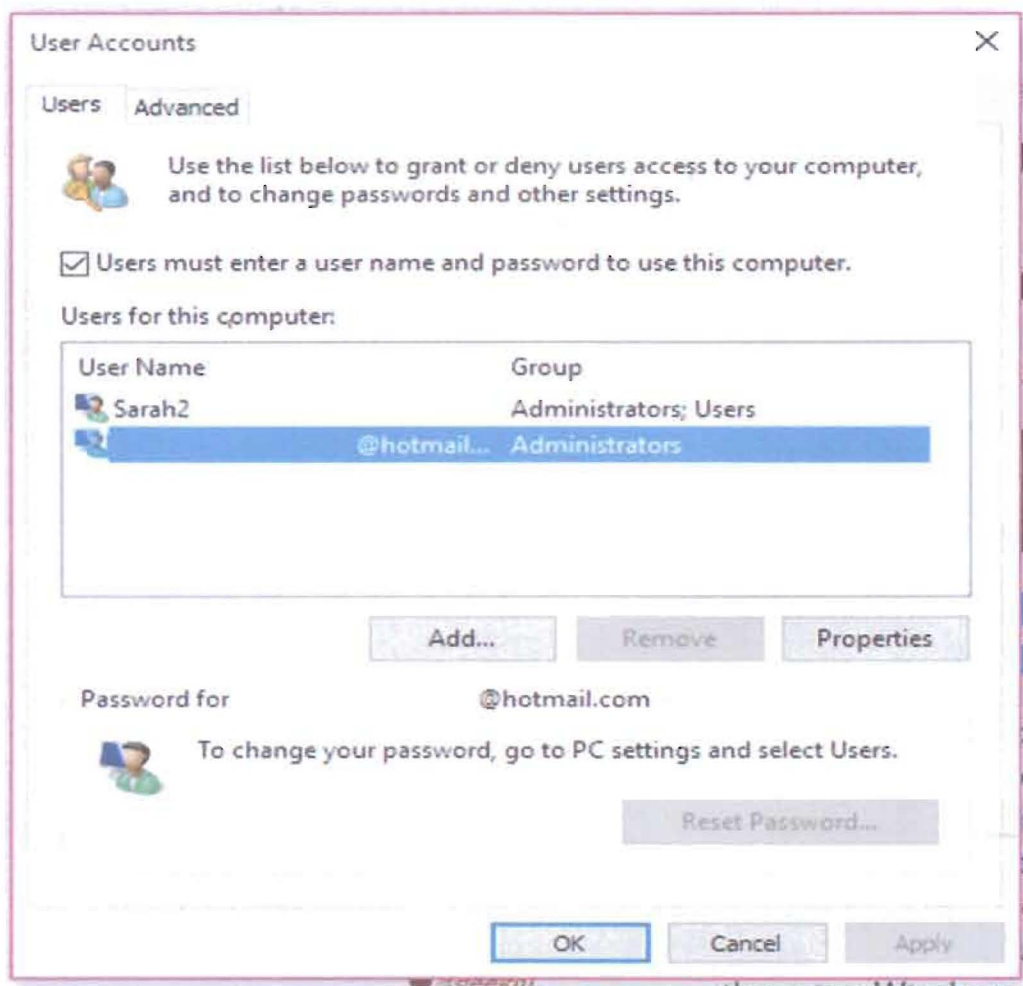 User Accounts
Users Advanced
Use the list below to grant or deny users access to your computer,
and to change passwords and other settings.
Users must enter a user name and password to use this computer.
Users for this computer:
User Name Group
Sarah2 Administrators; Users
@hotmail... Administrators
Add... Remove Properties
Password for @hotmail.com
To change your password, go to PC settings and select Users.
Reset Password...
OK Cancel Apply